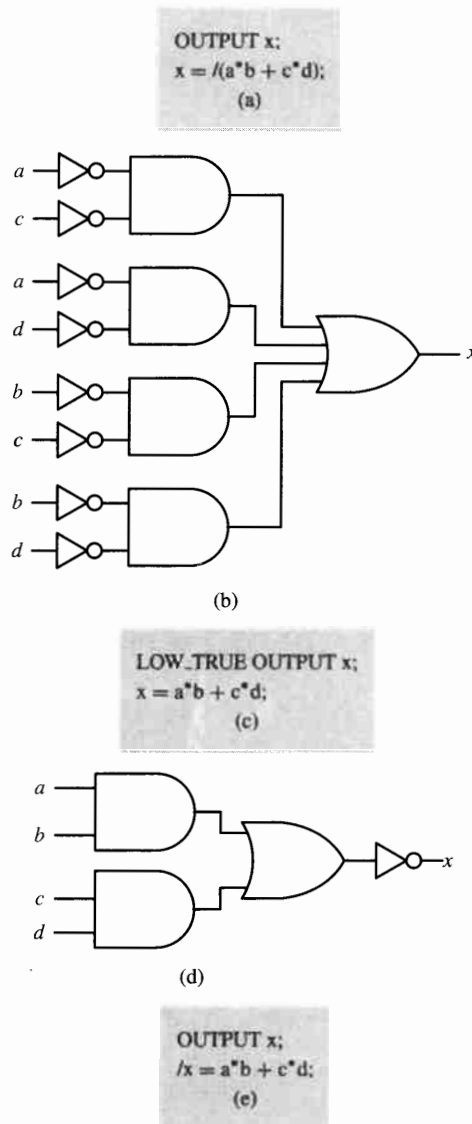 OUTPUT x;
x = /(a*b + c*d);
(a)
a
c
a
d
b
c
b
d
x
(b)
LOW_TRUE OUTPUT x;
x = a*b + c*d;
(c)
a
b
c
d
x
(d)
OUTPUT x;
/x = a*b + c*d;
(e)